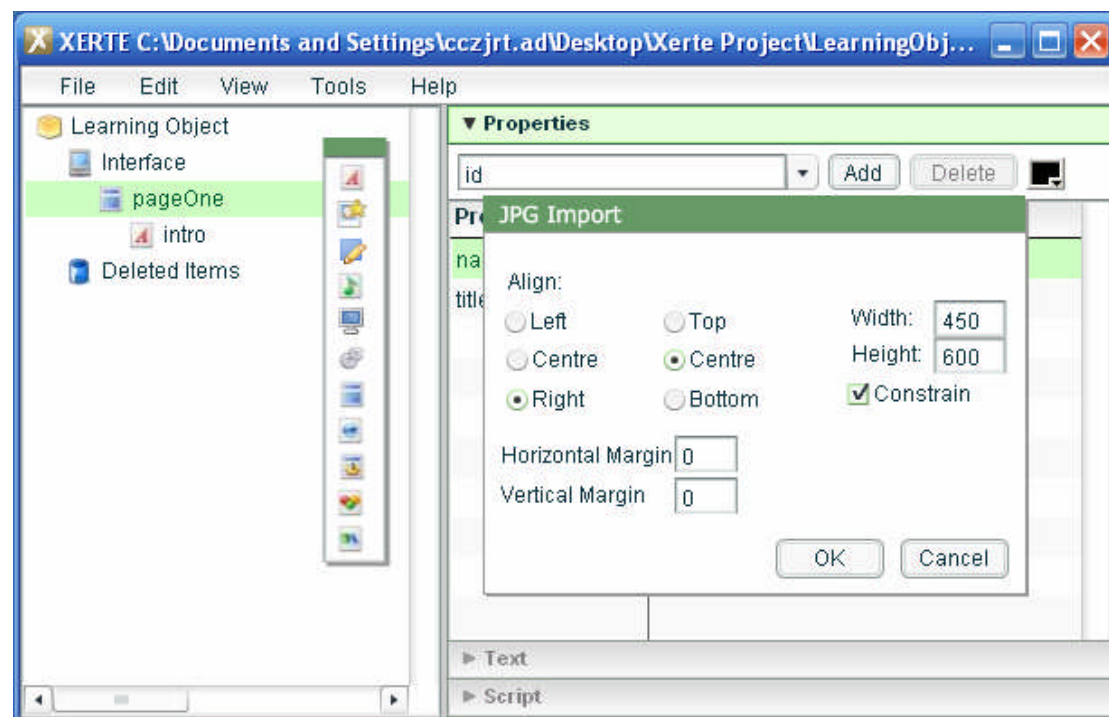 XERTE C:\Documents and Settings\cczjrt.ad\Desktop\Xerte Project\LearningObj...
File Edit View Tools Help
Learning Object
Interface
pageOne
intro
Deleted Items
Properties
id
Add Delete
JPG Import
Align:
Left Top Width: 450
Centre Centre Height: 600
Right Bottom Constrain
Horizontal Margin 0
Vertical Margin 0
OK Cancel
Text
Script